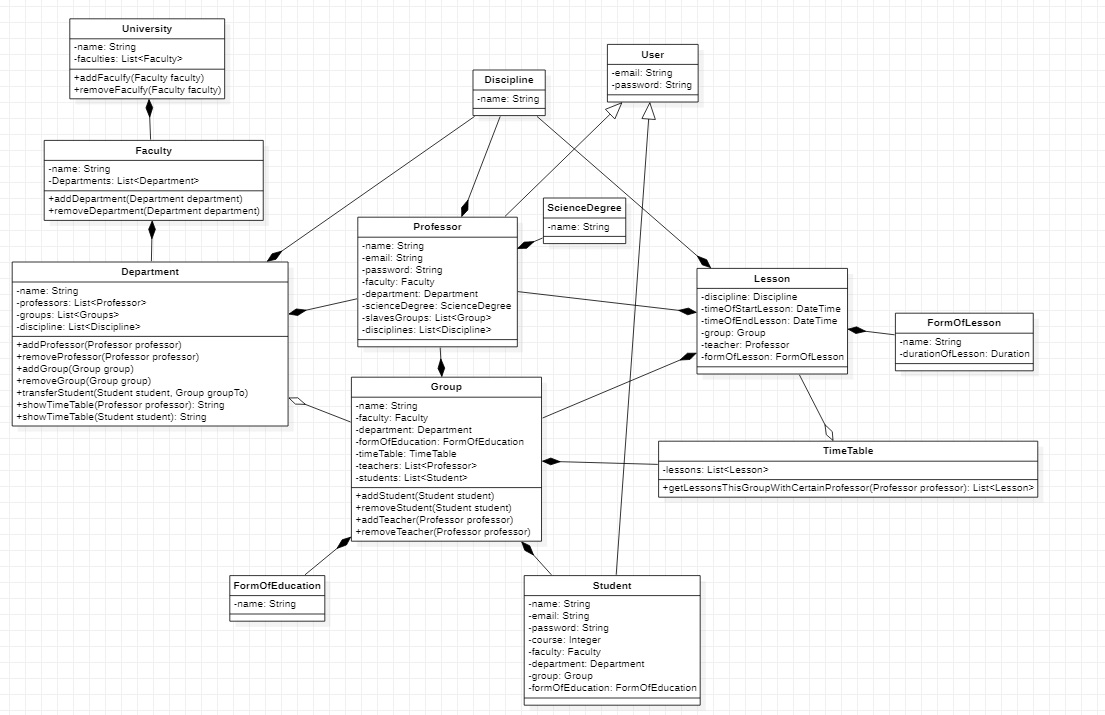 University
-name: String
-faculties: List<Faculty>
+addFaculfy(Faculty faculty)
+removeFaculfy(Faculty faculty)
User
-email: String
-password: String
Discipline
-name: String
Faculty
-name: String
-Departments: List<Department>
+addDepartment(Department department)
+removeDepartment(Department department)
ScienceDegree
-name: String
Professor
-name: String
-email: String
-password: String
-faculty: Faculty
-department: Department
-scienceDegree: ScienceDegree
-slavesGroups: List<Group>
-disciplines: List<Discipline>
Department
-name: String
-professors: List<Professor>
-groups: List<Groups>
-discipline: List<Discipline>
+addProfessor(Professor professor)
+removeProfessor(Professor professor)
+addGroup(Group group)
+removeGroup(Group group)
+transferStudent(Student student, Group groupTo)
+showTimeTable(Professor professor): String
+showTimeTable(Student student): String
Lesson
-discipline: Discipline
-timeOfStartLesson: DateTime
-timeOfEndLesson: DateTime
-group: Group
-teacher: Professor
-formOfLesson: FormOfLesson
FormOfLesson
-name: String
-durationOfLesson: Duration
Group
-name: String
-faculty: Faculty
-department: Department
-formOfEducation: FormOfEducation
-timeTable: TimeTable
-teachers: List<Professor>
-students: List<Student>
+addStudent(Student student)
+removeStudent(Student student)
+addTeacher(Professor professor)
+removeTeacher(Professor professor)
TimeTable
-lessons: List<Lesson>
+getLessonsThisGroupWithCertainProfessor(Professor professor): List<Lesson>
FormOfEducation
-name: String
Student
-name: String
-email: String
-password: String
-course: Integer
-faculty: Faculty
-department: Department
-group: Group
-formOfEducation: FormOfEducation